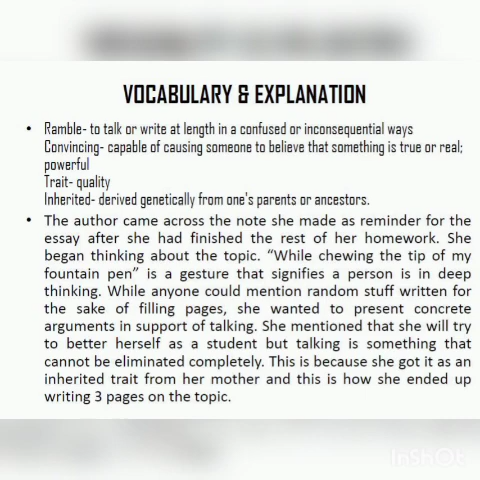 VOCABULARY & EXPLANATION
• Ramble- to talk or write at length in a confused or inconsequential ways
Convincing- capable of causing someone to believe that something is true or real;
powerful
Trait- quality
Inherited- derived genetically from one's parents or ancestors.
• The author came across the note she made as reminder for the
essay after she had finished the rest of her homework. She
began thinking about the topic. “While chewing the tip of my
fountain pen” is a gesture that signifies a person is in deep
thinking. While anyone could mention random stuff written for
the sake of filling pages, she wanted to present concrete
arguments in support of talking. She mentioned that she will try
to better herself as a student but talking is something that
cannot be eliminated completely. This is because she got it as an
inherited trait from her mother and this is how she ended up
writing 3 pages on the topic.
InShOt